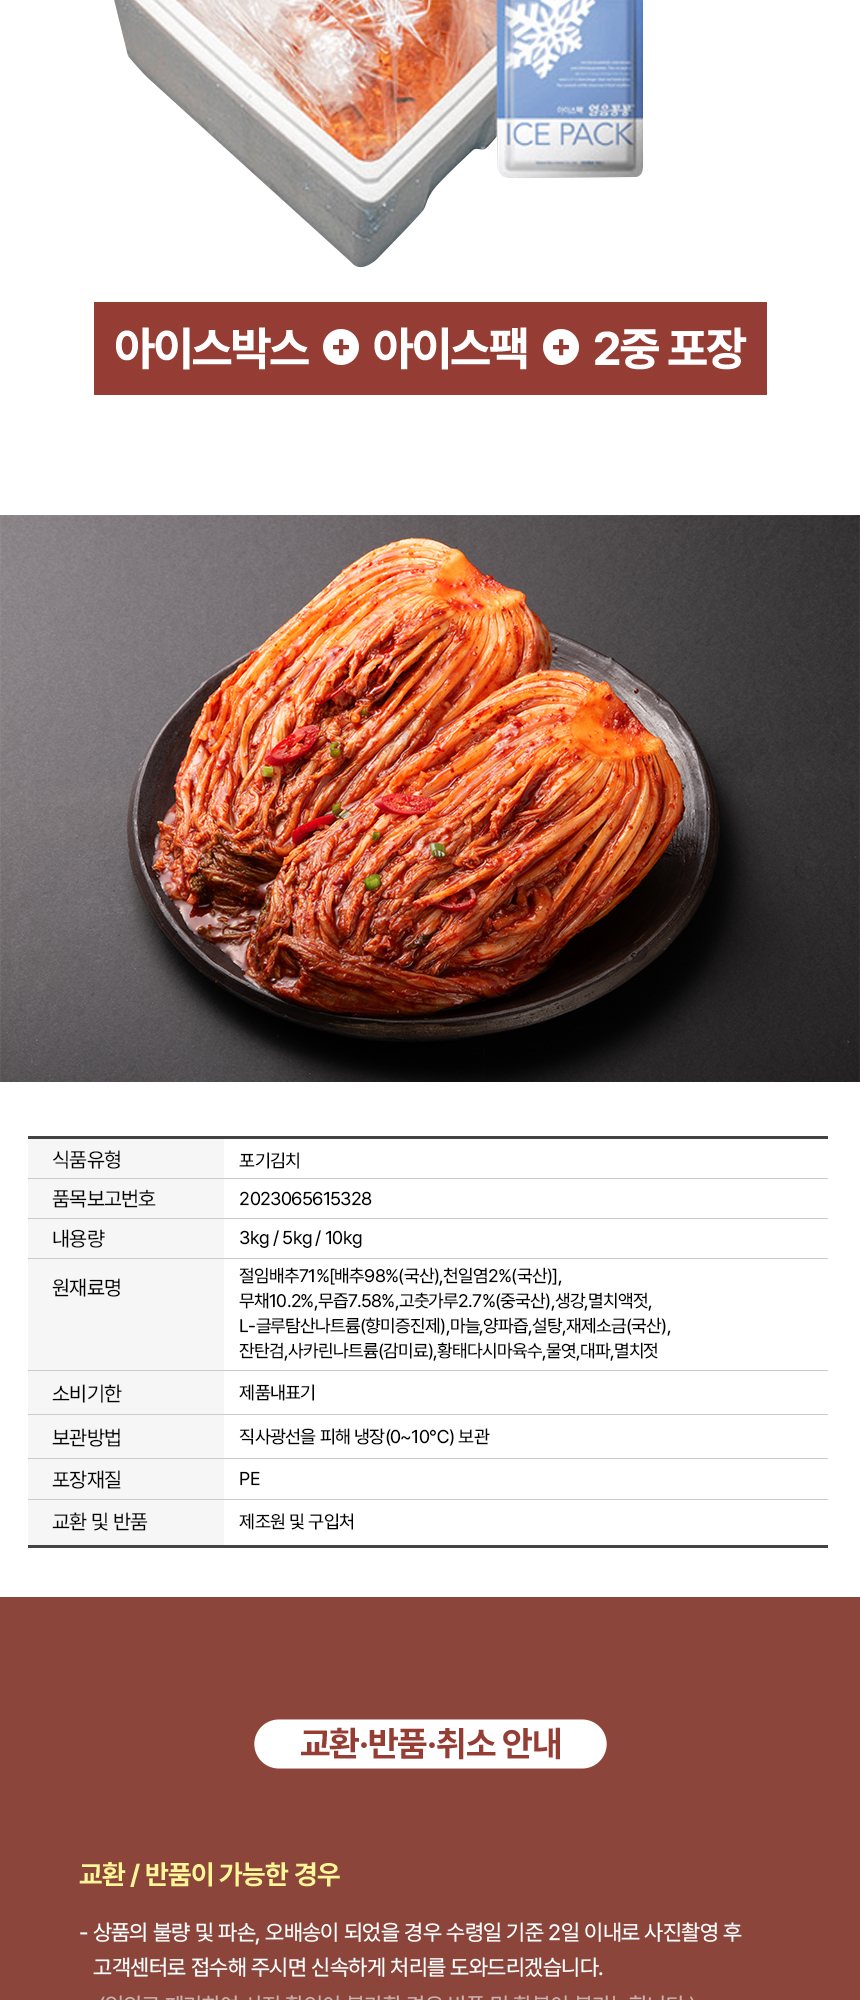 아이스팩 얼음꽁꽁
ICE PACK
아이스박스 + 아이스팩 + 2중 포장
식품유형 포기김치
품목보고번호 2023065615328
내용량 3kg / 5kg / 10kg
원재료명 절임배추71%[배추98%(국산),천일염2%(국산)],
무채10.2%,무즙7.58%,고춧가루2.7%(중국산),생강,멸치액젓,
L-글루탐산나트륨(향미증진제),마늘,양파즙,설탕,재제소금(국산),
잔탄검,사카린나트륨(감미료),황태다시마육수,물엿,대파,멸치젓
소비기한 제품내표기
보관방법 직사광선을 피해 냉장(0~10°C) 보관
포장재질 PE
교환 및 반품 제조원 및 구입처
교환·반품·취소 안내
교환 / 반품이 가능한 경우
- 상품의 불량 및 파손, 오배송이 되었을 경우 수령일 기준 2일 이내로 사진촬영 후
고객센터로 접수해 주시면 신속하게 처리를 도와드리겠습니다.